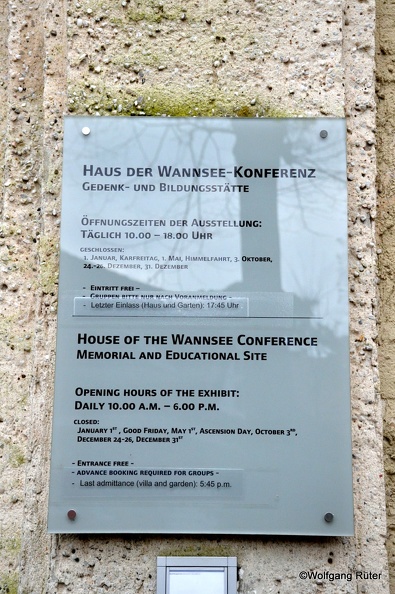 Haus der Wannsee-Konferenz
Gedenk- und Bildungsstätte
Öffnungszeiten der Ausstellung:
Täglich 10.00 – 18.00 Uhr
geschlossen:
1. Januar, Karfreitag, 1. Mai, Himmelfahrt, 3. Oktober,
24.-26. Dezember, 31. Dezember
- Eintritt frei -
- Gruppen bitte nur nach Voranmeldung -
- Letzter Einlass (Haus und Garten): 17:45 Uhr
House of the Wannsee Conference
Memorial and Educational Site
Opening hours of the exhibit:
Daily 10.00 a.m. – 6.00 p.m.
closed:
January 1st , Good Friday, May 1st, Ascension Day, October 3rd,
December 24-26, December 31st
- Entrance free -
- advance booking required for groups -
- Last admittance (villa and garden): 5:45 p.m.
©Wolfgang Rüter